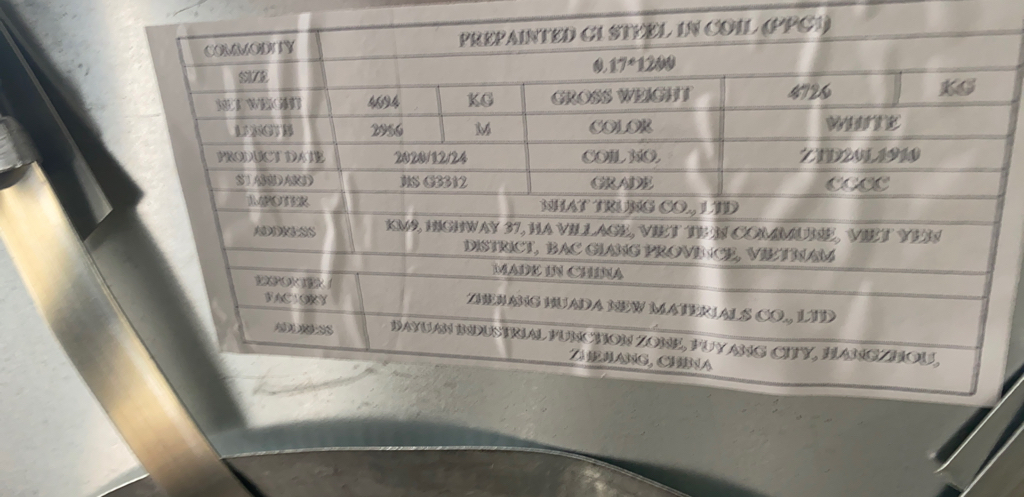 COMMODITY PREPAINTED GI STEEL IN COIL (PPGI)
SIZE 0.17*1200
NET WEIGHT 4694 KG GROSS WEIGHT 4726 KG
LENGTH 2956 M COLOR WHITE
PRODUCT DATE 2020/12/24 COIL NO. ZTD20L1910
STANDARD JIS G3312 GRADE CGCC
IMPOTER NHAT TRUNG CO., LTD
ADDRESS KM9, HIGHWAY 37, HA VILLAGE, VIET TIEN COMMUNE, VIET YEN
DISTRICT, BAC GIANG PROVINCE, VIETNAM
MADE IN CHINA
EXPORTER /
FACTORY ZHEJIANG HUADA NEW MATERIALS CO., LTD
ADDRESS DAYUAN INDUSTRIAL FUNCTION ZONE, FUYANG CITY, HANGZHOU,
ZHEJIANG, CHINA